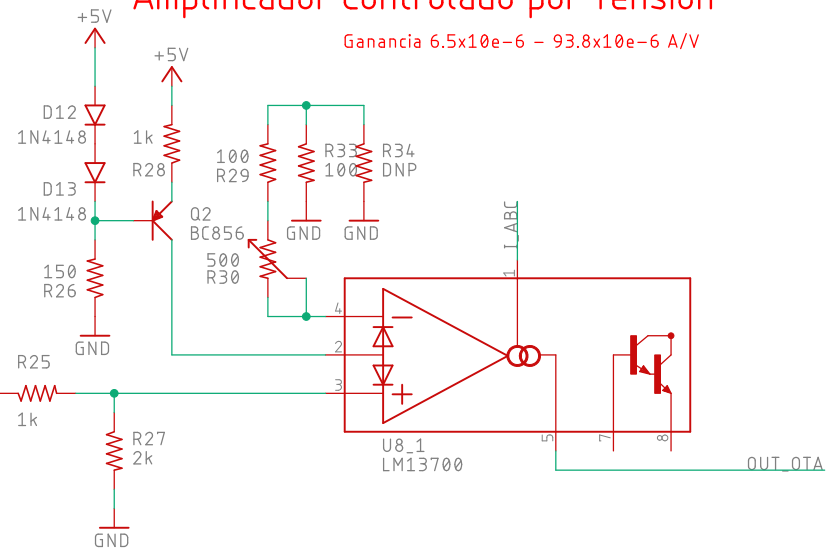 Amplificador controlado por Tensión
Ganancia 6.5x10e-6 - 93.8x10e-6 A/V
+5V
+5V
D12
1N4148
1k
R28
D13
1N4148
100
R29
R33
100
R34
DNP
Q2
BC856
GND
GND
500
R30
150
R26
GND
I_ABC
1
4
2
3
R25
1k
R27
2k
GND
5
7
8
U8_1
LM13700
OUT_OTA